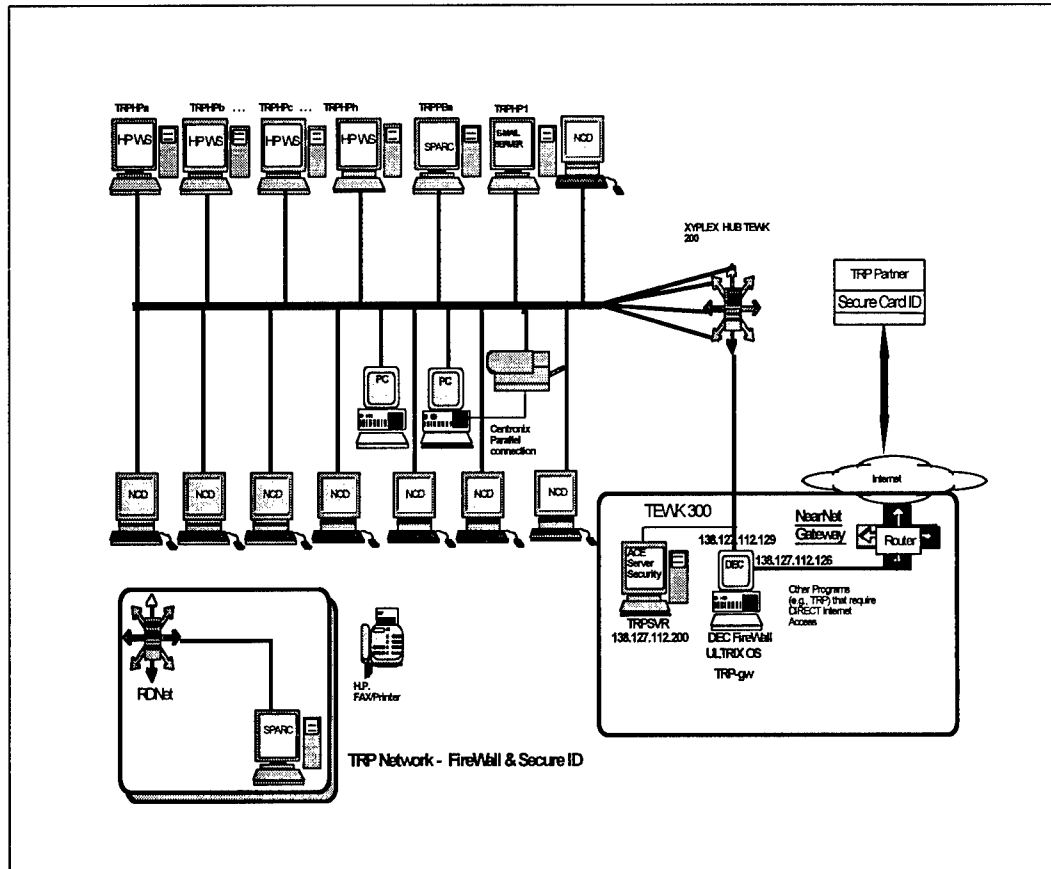 TRPHPa
TRPHPb ...
TRPHPc ...
TRPHPh
TRPPBa
TRPHP1
HP WS
HP WS
HP WS
HP WS
SPARC
E-MAIL
SERVER
NCD
XYPLEX HUB TEWK
200
TRP Partner
Secure Card ID
PC
PC
Centronix
Parallel
connection
NCD
NCD
NCD
NCD
NCD
NCD
NCD
Internet
TEWK 300
NearNet
Gateway
Router
138.127.112.129
138.127.112.126
ACE
Server
Security
DEC
TRPSVR
138.127.112.200
DEC FireWall
ULTRIX OS
TRP-gw
Other Programs
(e.g., TRP) that require
DIRECT Internet
Access
RDNet
SPARC
H.P.
FAX/Printer
TRP Network - FireWall & Secure ID